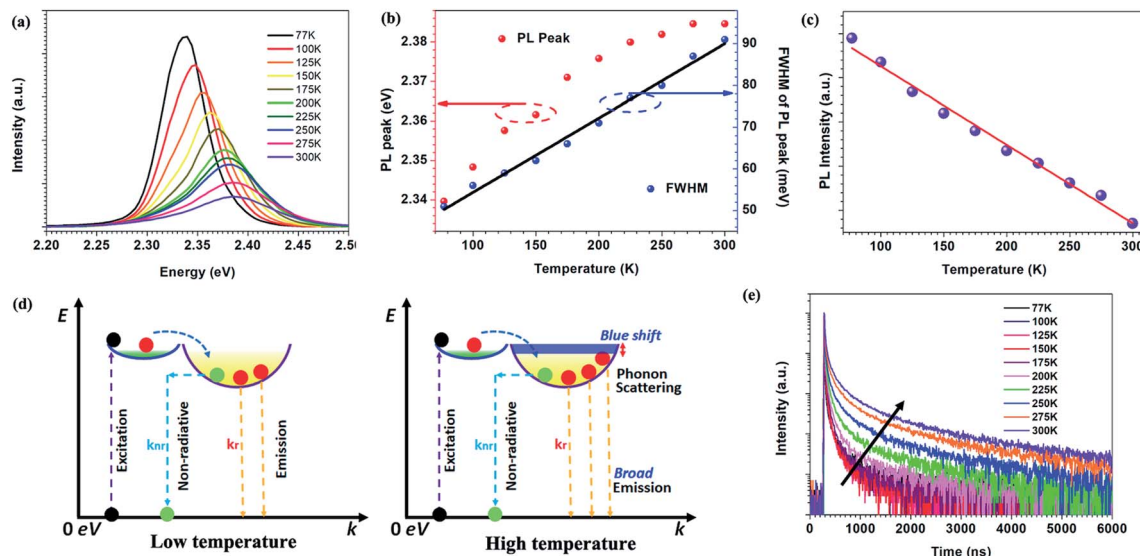 (a)
Intensity (a.u.)
77K
100K
125K
150K
175K
200K
225K
250K
275K
300K
2.20
2.25
2.30
2.35
2.40
2.45
2.50
Energy (eV)
(b)
PL peak (eV)
2.38
2.37
2.36
2.35
2.34
PL Peak
FWHM
90
80
70
60
50
FWHM of PL peak (meV)
100
150
200
250
300
Temperature (K)
(c)
PL Intensity (a.u.)
100
150
200
250
300
Temperature (K)
(d)
E
Excitation
knr
Non-radiative
kr
Emission
0 eV
k
Low temperature
E
Blue shift
Phonon
Scattering
Excitation
knr
Non-radiative
kr
Broad
Emission
0 eV
k
High temperature
(e)
Intensity (a.u.)
77K
100K
125K
150K
175K
200K
225K
250K
275K
300K
0
1000
2000
3000
4000
5000
6000
Time (ns)